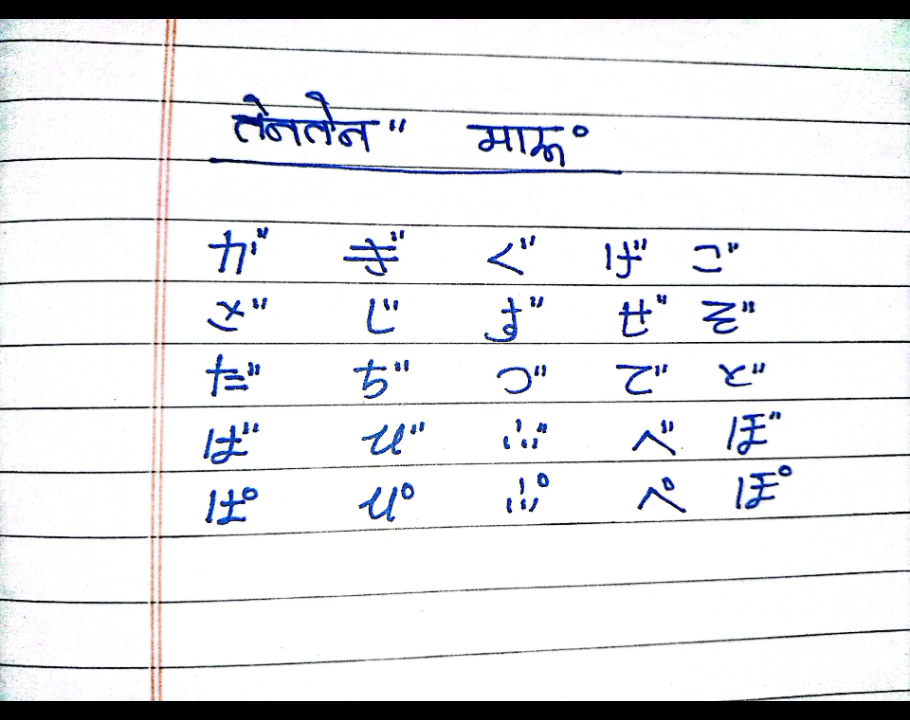 तेनतेन" मारू°
が ぎ ぐ げ ご
ざ じ ず ぜ ぞ
だ ぢ づ で ど
ば び ぶ べ ぼ
ぱ ぴ ぷ ぺ ぽ